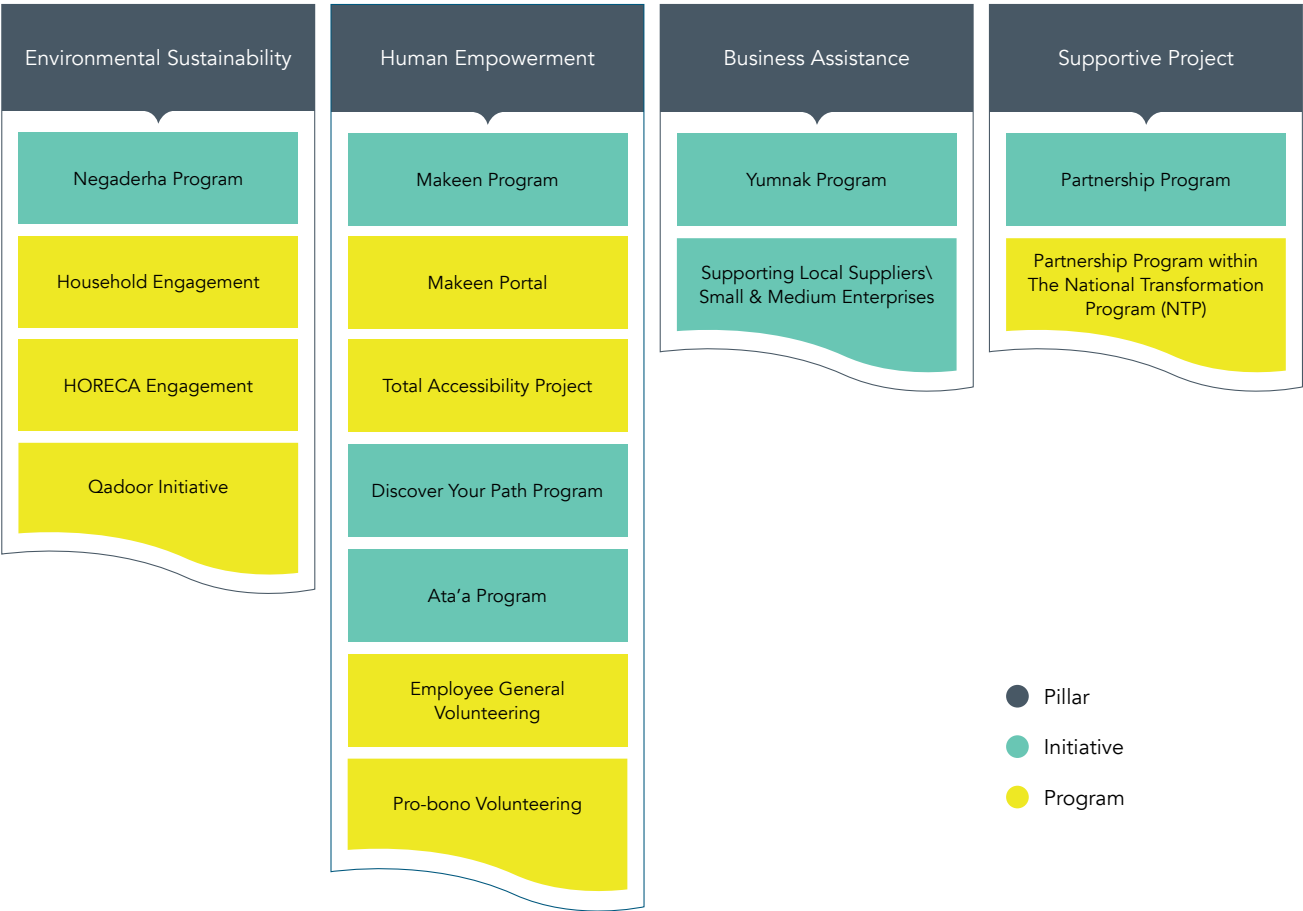 Environmental Sustainability
Negaderha Program
Household Engagement
HORECA Engagement
Qadoor Initiative
Human Empowerment
Makeen Program
Makeen Portal
Total Accessibility Project
Discover Your Path Program
Ata’a Program
Employee General
Volunteering
Pro-bono Volunteering
Business Assistance
Yumnak Program
Supporting Local Suppliers\
Small & Medium Enterprises
Supportive Project
Partnership Program
Partnership Program within
The National Transformation
Program (NTP)
Pillar
Initiative
Program